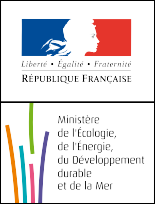 Liberté • Égalité • Fraternité
RÉPUBLIQUE FRANÇAISE
Ministère
de l'Écologie,
de l'Énergie,
du Développement
durable
et de la Mer